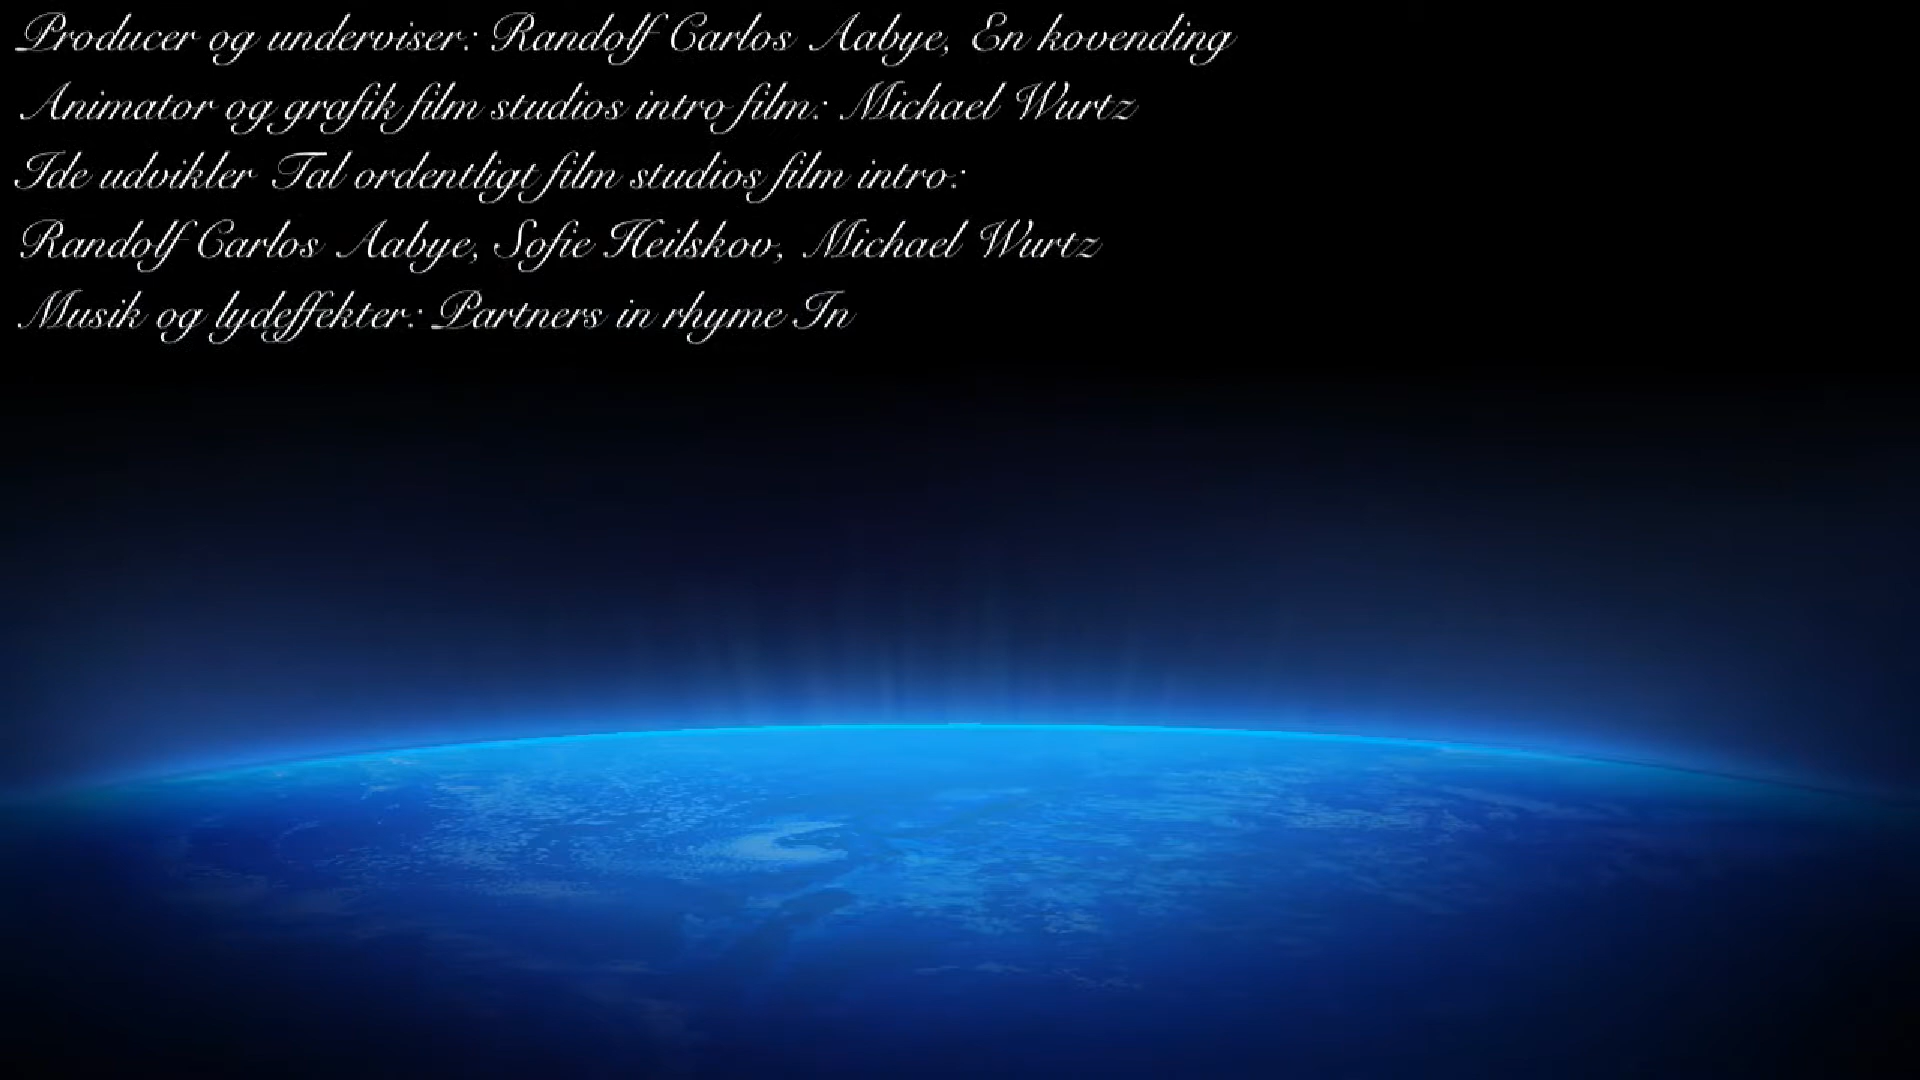 Producer og underviser: Randolf Carlos Aabye, En kovending
Animator og grafik film studios intro film: Michael Wurtz
Ide udvikler Tal ordentligt film studios film intro:
Randolf Carlos Aabye, Sofie Heilskov, Michael Wurtz
Musik og lydeffekter: Partners in rhyme In